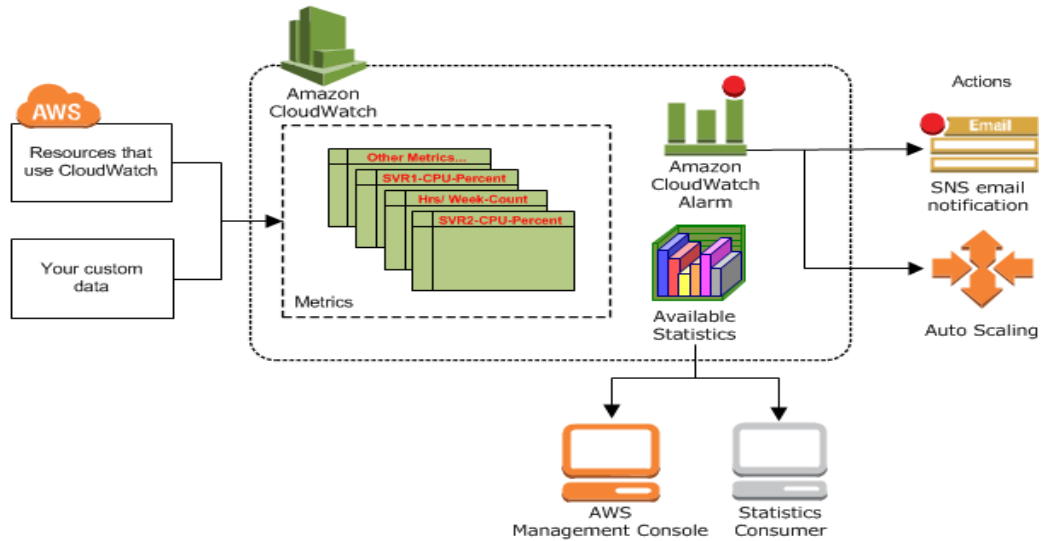 Amazon
CloudWatch
AWS
Resources that
use CloudWatch
Your custom
data
Other Metrics...
SVR1-CPU-Percent
Hrs/ Week-Count
SVR2-CPU-Percent
Metrics
Amazon
CloudWatch
Alarm
Available
Statistics
Actions
Email
SNS email
notification
Auto Scaling
AWS
Management Console
Statistics
Consumer